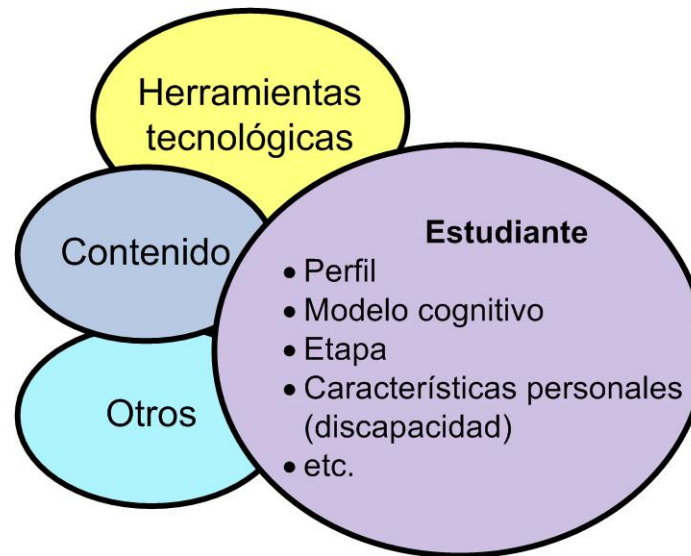 Herramientas
tecnológicas
Contenido
Otros
Estudiante
• Perfil
• Modelo cognitivo
• Etapa
• Características personales
(discapacidad)
• etc.